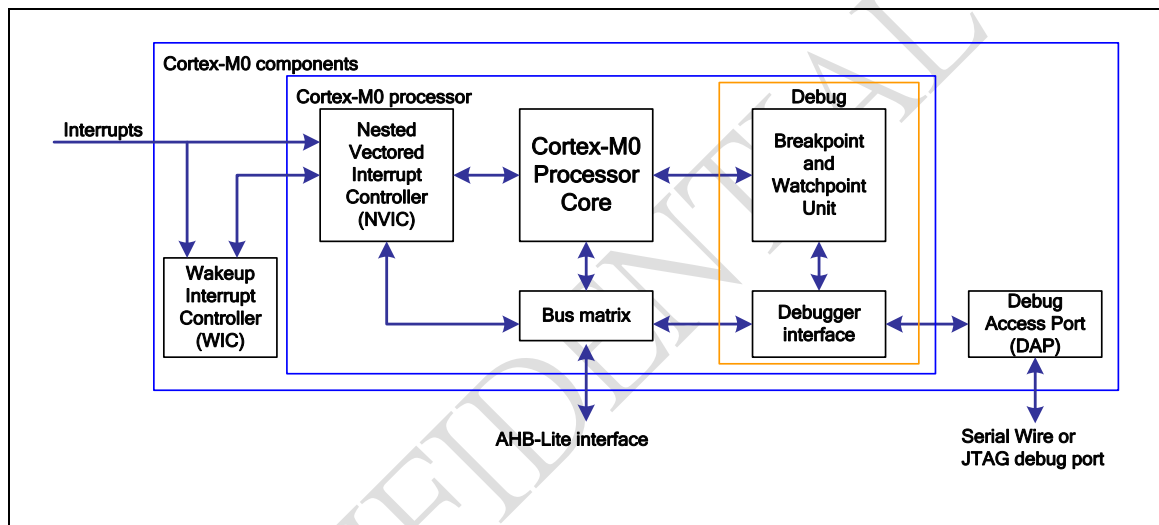 Cortex-M0 components
Cortex-M0 processor
Debug
Interrupts
Nested
Vectored
Interrupt
Controller
(NVIC)
Cortex-M0
Processor
Core
Breakpoint
and
Watchpoint
Unit
Wakeup
Interrupt
Controller
(WIC)
Bus matrix
Debugger
interface
Debug
Access Port
(DAP)
AHB-Lite interface
Serial Wire or
JTAG debug port
FIDENTIAL